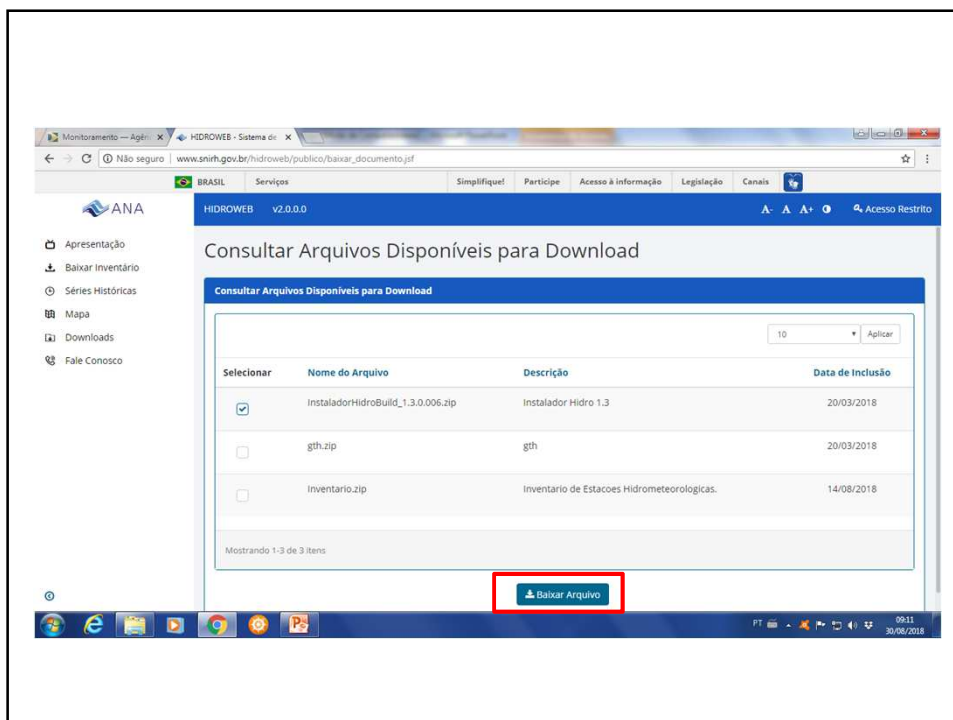 Monitoramento — Agên
HIDROWEB - Sistema de
Não seguro | www.snirh.gov.br/hidroweb/publico/baixar_documento.jsf
BRASIL Serviços Simplifique! Participe Acesso à informação Legislação Canais
ANA HIDROWEB v2.0.0.0 A- A A+ Acesso Restrito
Apresentação
Baixar Inventário
Séries Históricas
Mapa
Downloads
Fale Conosco
Consultar Arquivos Disponíveis para Download
Consultar Arquivos Disponíveis para Download
10 Aplicar
Selecionar Nome do Arquivo Descrição Data de Inclusão
InstaladorHidroBuild_1.3.0.006.zip Instalador Hidro 1.3 20/03/2018
gth.zip gth 20/03/2018
Inventario.zip Inventario de Estacoes Hidrometeorologicas. 14/08/2018
Mostrando 1-3 de 3 itens
Baixar Arquivo
PT 09:11
30/08/2018